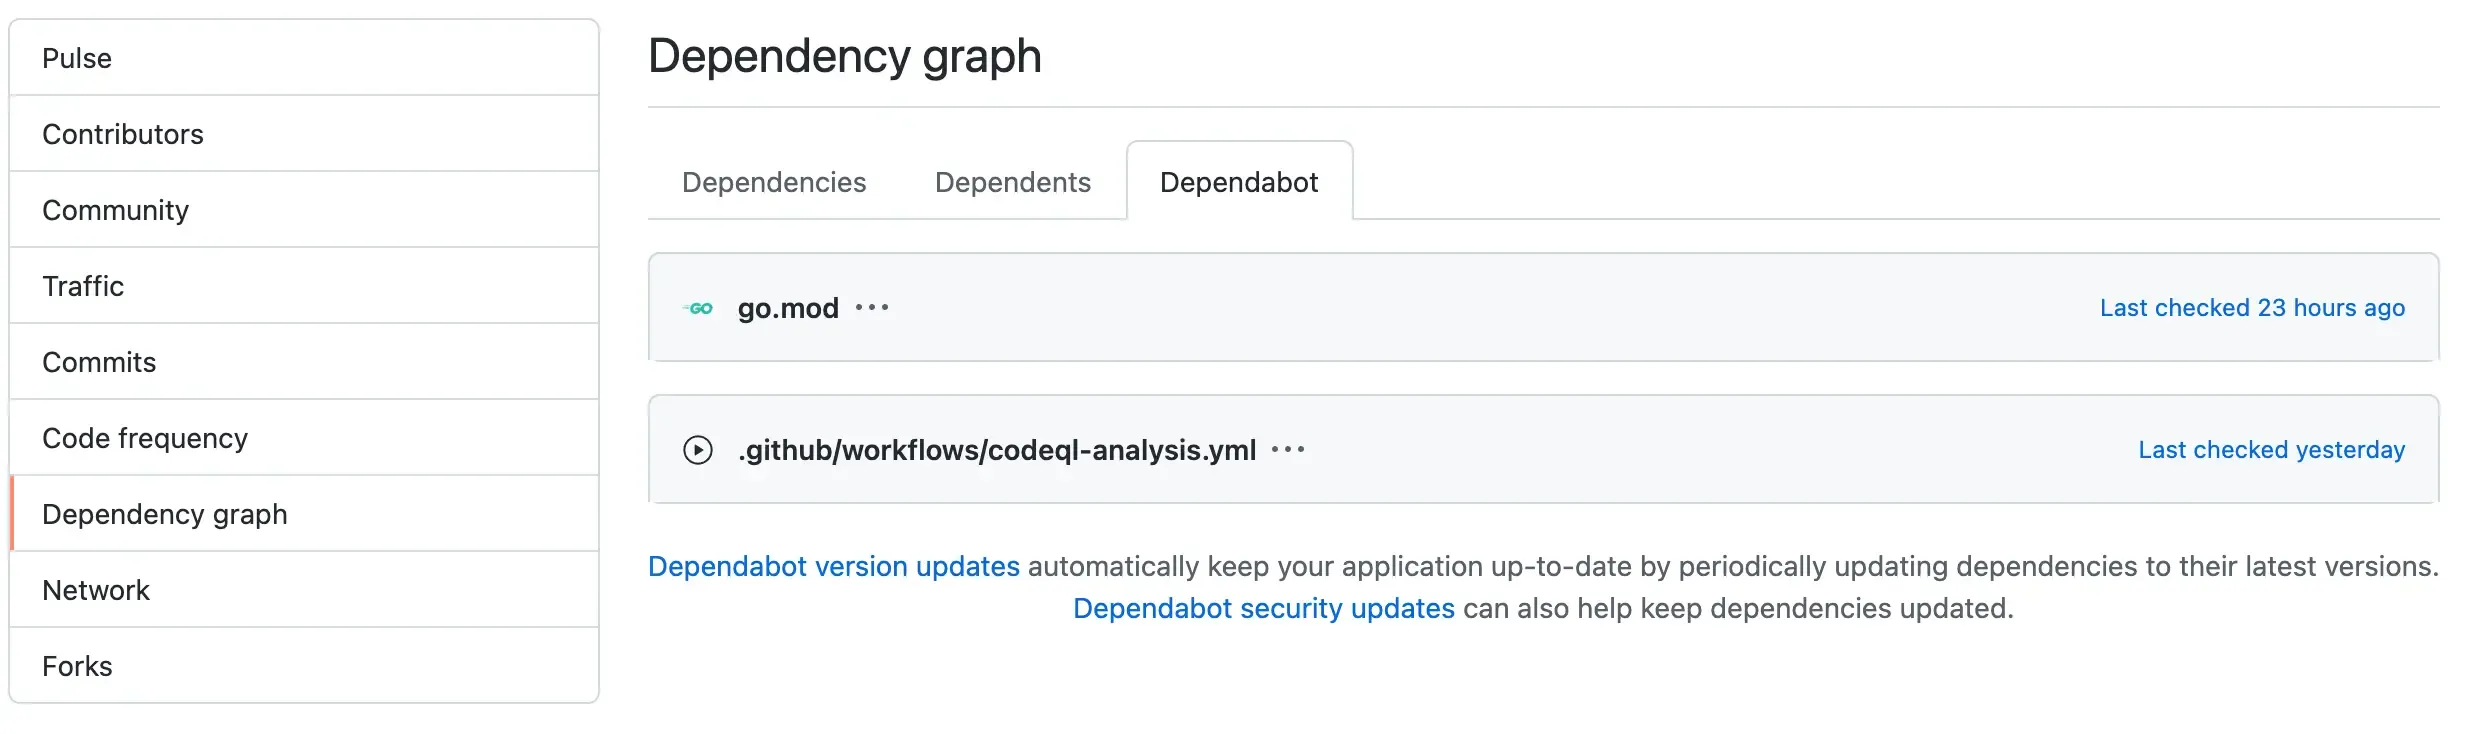 Pulse
Contributors
Community
Traffic
Commits
Code frequency
Dependency graph
Network
Forks
Dependency graph
Dependencies Dependents Dependabot
GO go.mod ··· Last checked 23 hours ago
.github/workflows/codeql-analysis.yml ··· Last checked yesterday
Dependabot version updates automatically keep your application up-to-date by periodically updating dependencies to their latest versions.
Dependabot security updates can also help keep dependencies updated.